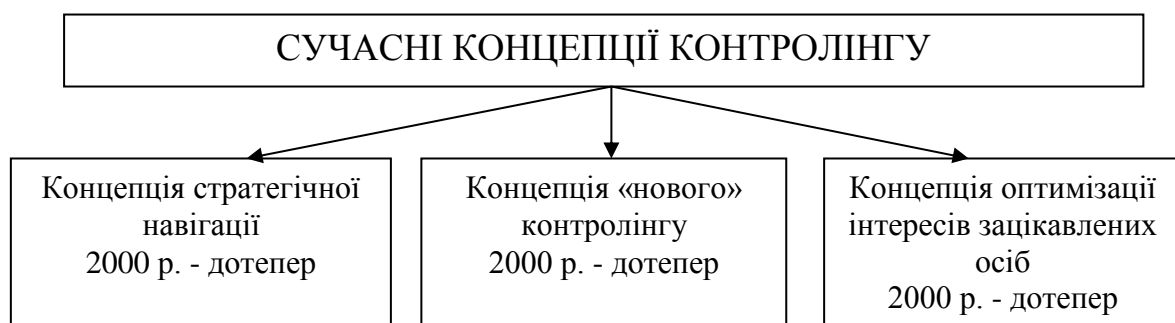 СУЧАСНІ КОНЦЕПЦІЇ КОНТРОЛІНГУ
Концепція стратегічної
навігації
2000 р. - дотепер
Концепція «нового»
контролінгу
2000 р. - дотепер
Концепція оптимізації
інтересів зацікавлених
осіб
2000 р. - дотепер